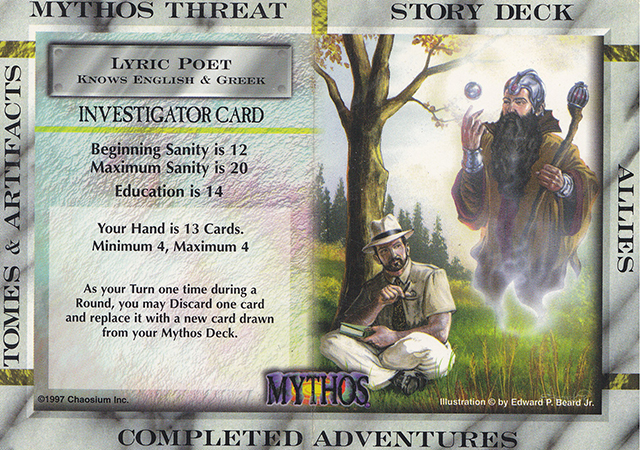 MYTHOS THREAT
STORY DECK
TOMES & ARTIFACTS
ALLIES
LYRIC POET
KNOWS ENGLISH & GREEK
INVESTIGATOR CARD
Beginning Sanity is 12
Maximum Sanity is 20
Education is 14
Your Hand is 13 Cards.
Minimum 4, Maximum 4
As your Turn one time during a
Round, you may Discard one card
and replace it with a new card drawn
from your Mythos Deck.
MYTHOS
©1997 Chaosium Inc.
Illustration © by Edward P. Beard Jr.
COMPLETED ADVENTURES